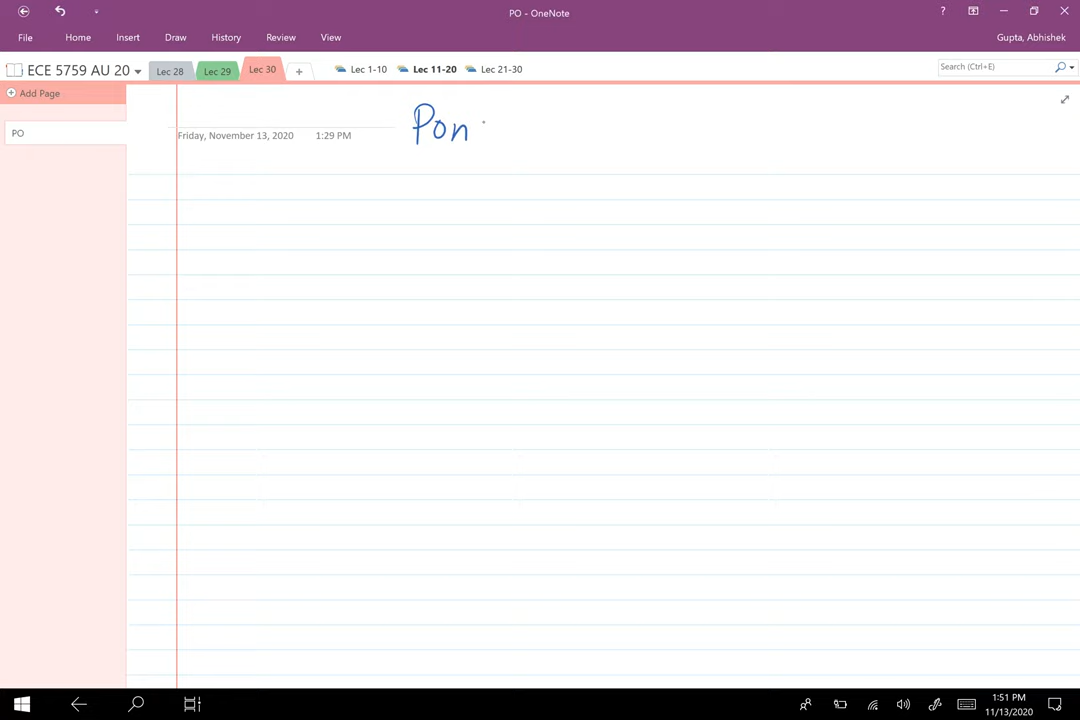 PO - OneNote
?
File Home Insert Draw History Review View
Gupta, Abhishek
ECE 5759 AU 20 Lec 28 Lec 29 Lec 30 + Lec 1-10 Lec 11-20 Lec 21-30
Search (Ctrl+E)
Add Page
PO
Friday, November 13, 2020 1:29 PM
Pon
1:51 PM
11/13/2020